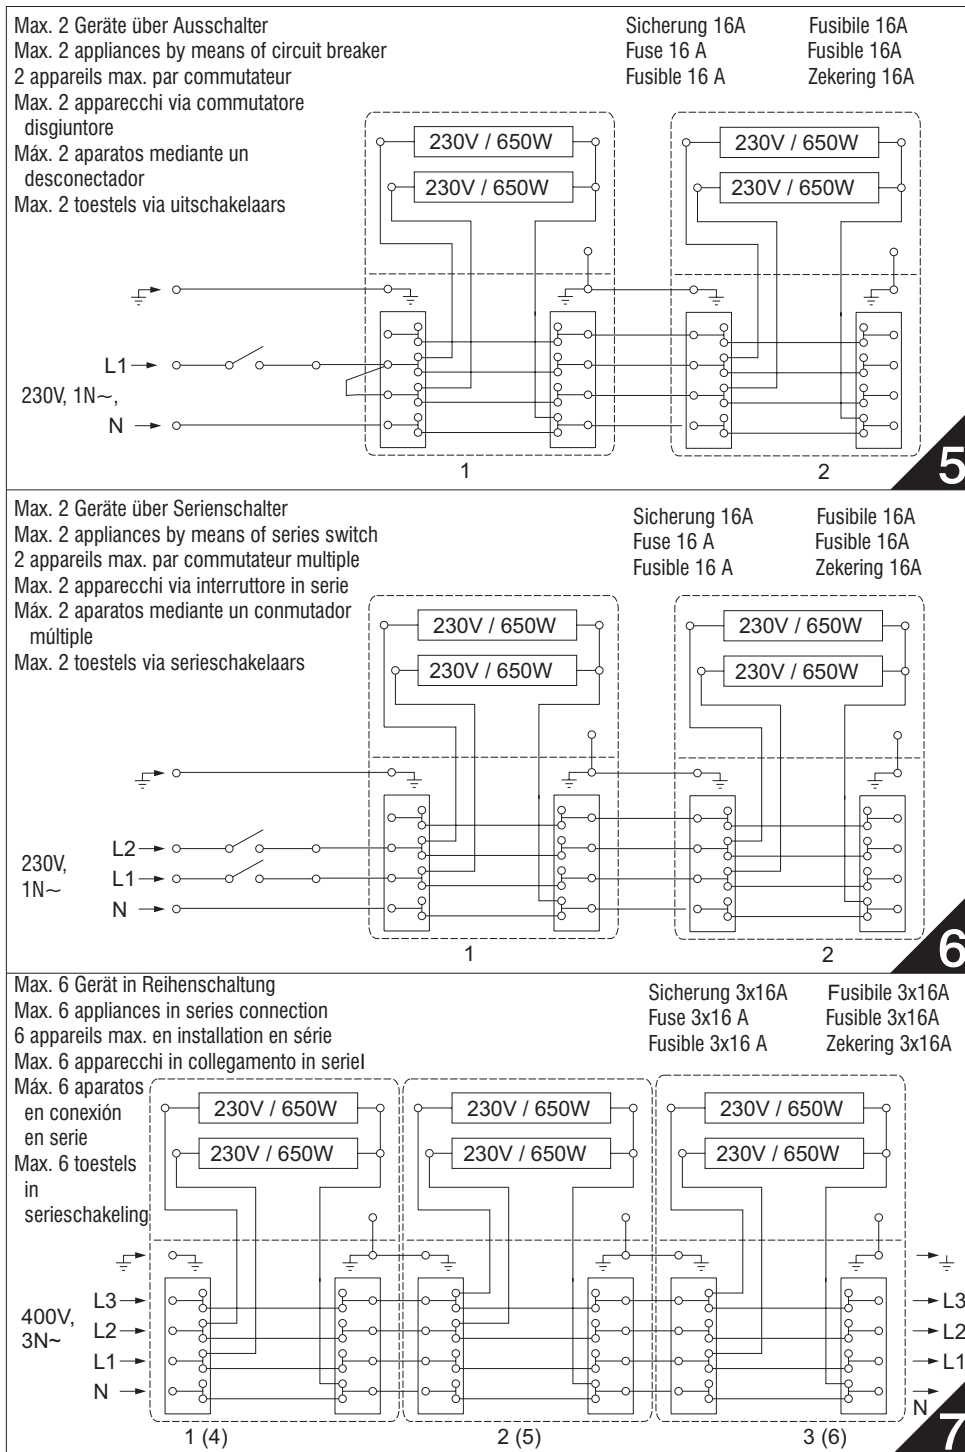 Max. 2 Geräte über Ausschalter
Max. 2 appliances by means of circuit breaker
2 appareils max. par commutateur
Max. 2 apparecchi via commutatore
disgiuntore
Máx. 2 aparatos mediante un
desconectador
Max. 2 toestels via uitschakelaars
Sicherung 16A Fusibile 16A
Fuse 16 A Fusible 16A
Fusible 16 A Zekering 16A
230V / 650W 230V / 650W
230V / 650W 230V / 650W
L1
230V, 1N~,
N
1 2
5
Max. 2 Geräte über Serienschalter
Max. 2 appliances by means of series switch
2 appareils max. par commutateur multiple
Max. 2 apparecchi via interruttore in serie
Máx. 2 aparatos mediante un conmutador
múltiple
Max. 2 toestels via serieschakelaars
Sicherung 16A Fusibile 16A
Fuse 16 A Fusible 16A
Fusible 16 A Zekering 16A
230V / 650W 230V / 650W
230V / 650W 230V / 650W
L2
230V,
1N~
L1
N
1 2
6
Max. 6 Gerät in Reihenschaltung
Max. 6 appliances in series connection
6 appareils max. en installation en série
Max. 6 apparecchi in collegamento in serieI
Máx. 6 aparatos
en conexión
en serie
Max. 6 toestels
in
serieschakeling
Sicherung 3x16A Fusibile 3x16A
Fuse 3x16 A Fusible 3x16A
Fusible 3x16 A Zekering 3x16A
230V / 650W 230V / 650W 230V / 650W
230V / 650W 230V / 650W 230V / 650W
400V,
3N~
L3 L3
L2 L2
L1 L1
N N
1 (4) 2 (5) 3 (6)
7